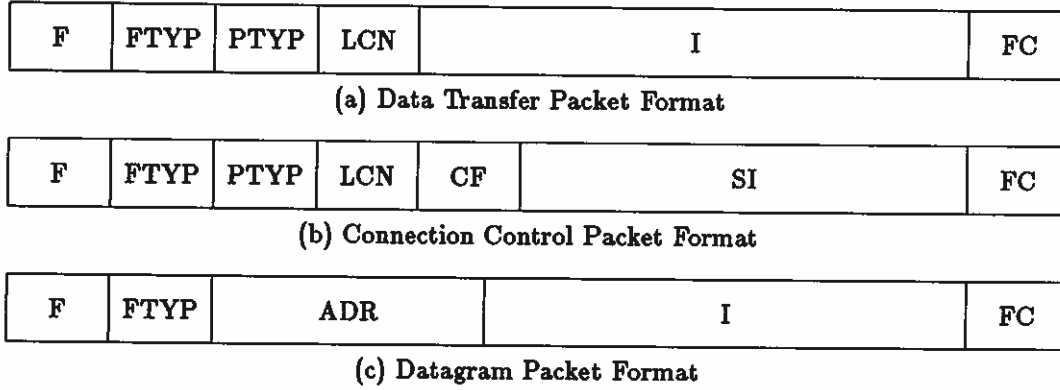 F FTYP PTYP LCN I FC
(a) Data Transfer Packet Format
F FTYP PTYP LCN CF SI FC
(b) Connection Control Packet Format
F FTYP ADR I FC
(c) Datagram Packet Format